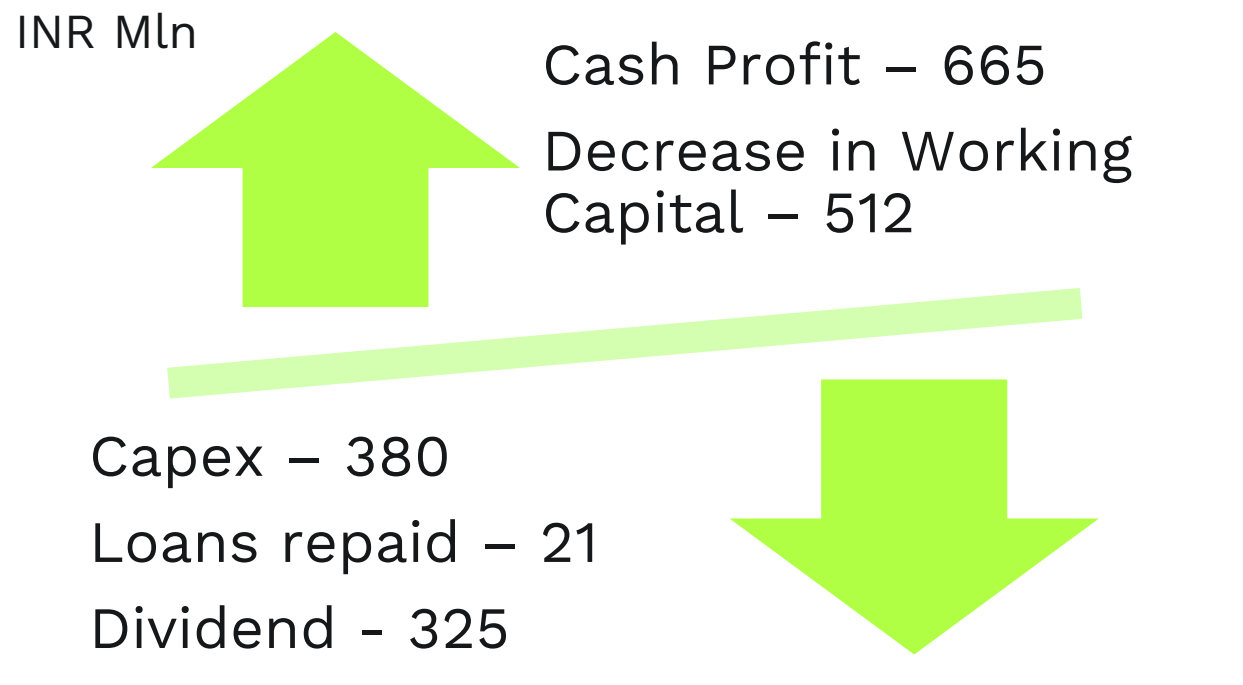 INR Mln
Cash Profit – 665
Decrease in Working
Capital – 512
Capex – 380
Loans repaid – 21
Dividend - 325